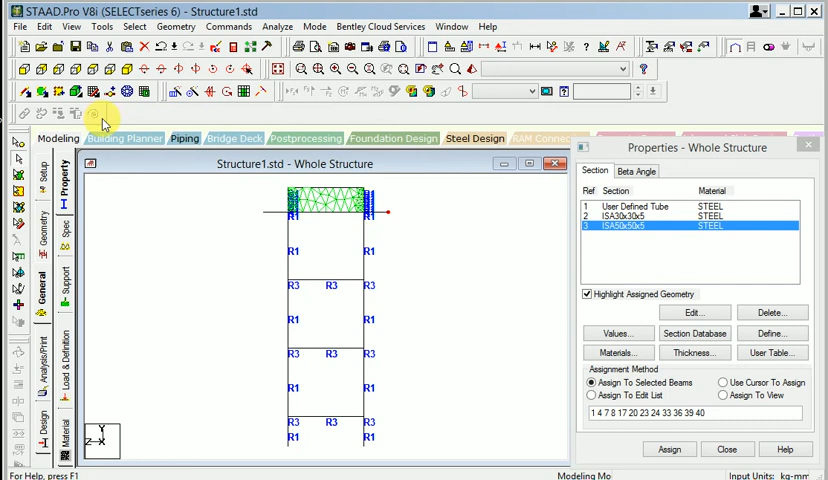 STAAD.Pro V8i (SELECTseries 6) - Structure1.std
File Edit View Tools Select Geometry Commands Analyze Mode Bentley Cloud Services Window Help
Modeling Building Planner Piping Bridge Deck Postprocessing Foundation Design Steel Design RAM Connec
Structure1.std - Whole Structure
Setup
Geometry
General
Analysis/Print
Design
Property
Spec
Support
Load & Definition
Material
R1 R1
R1 R1
R3 R3 R3
R1 R1
R3 R3 R3
R1 R1
R3 R3 R3
R1 R1
Y
Z X
Properties - Whole Structure
Section Beta Angle
Ref Section Material
1 User Defined Tube STEEL
2 ISA30x30x5 STEEL
3 ISA50x50x5 STEEL
Highlight Assigned Geometry
Edit... Delete...
Values... Section Database Define...
Materials... Thickness... User Table...
Assignment Method
Assign To Selected Beams Use Cursor To Assign
Assign To Edit List Assign To View
1 4 7 8 17 20 23 24 33 36 39 40
Assign Close Help
For Help, press F1 Modeling Mo Input Units: kg-mm